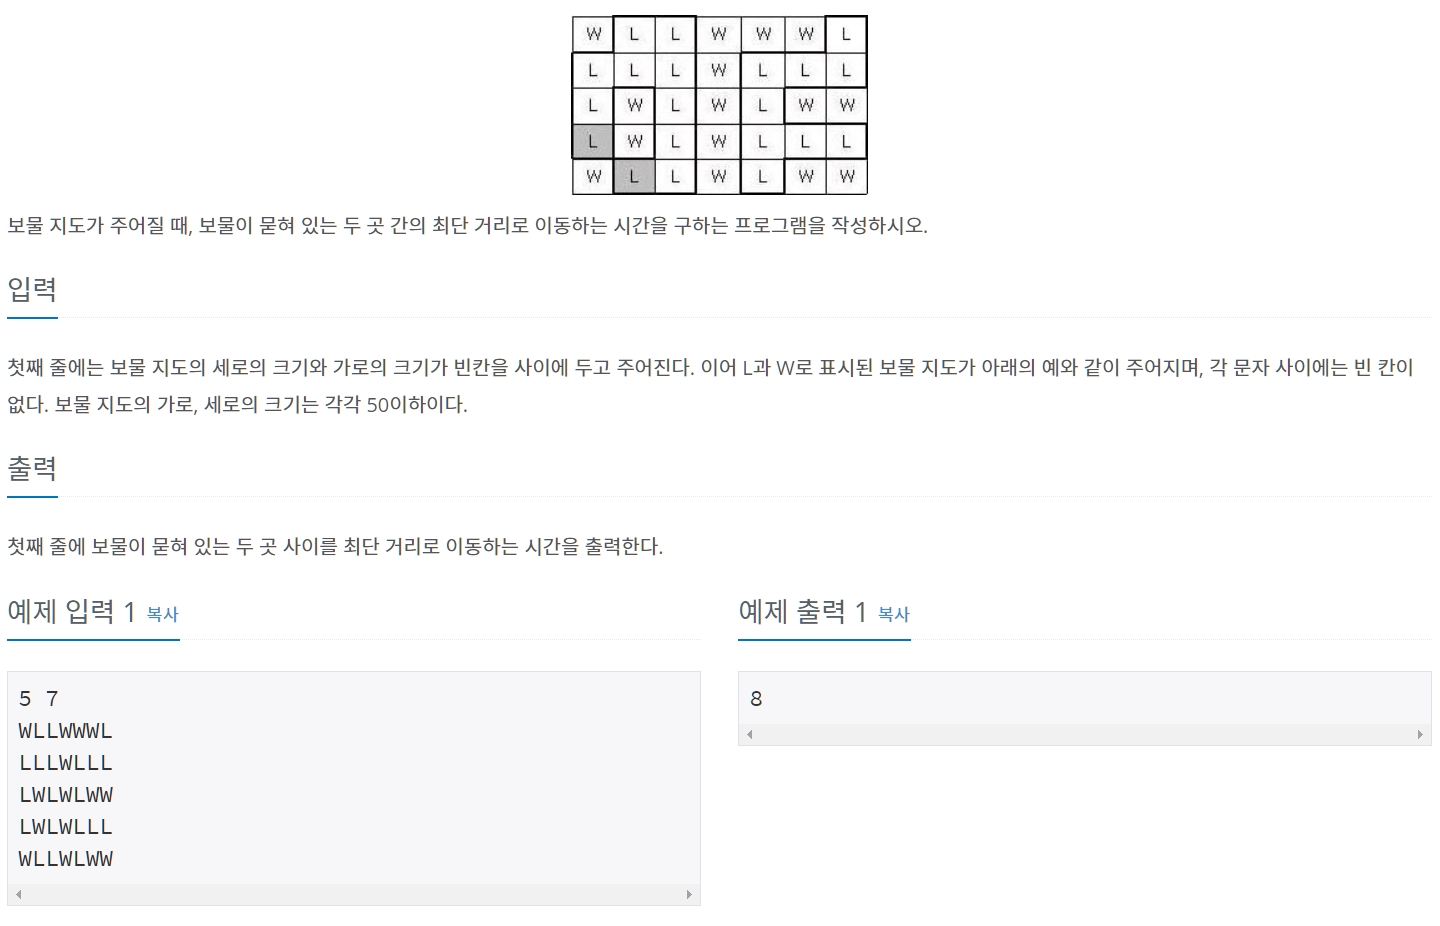 W L L W W W L
L L L W L L L
L W L W L W W
L W L W L L L
W L L W L W W
보물 지도가 주어질 때, 보물이 묻혀 있는 두 곳 간의 최단 거리로 이동하는 시간을 구하는 프로그램을 작성하시오.
입력
첫째 줄에는 보물 지도의 세로의 크기와 가로의 크기가 빈칸을 사이에 두고 주어진다. 이어 L과 W로 표시된 보물 지도가 아래의 예와 같이 주어지며, 각 문자 사이에는 빈 칸이
없다. 보물 지도의 가로, 세로의 크기는 각각 50이하이다.
출력
첫째 줄에 보물이 묻혀 있는 두 곳 사이를 최단 거리로 이동하는 시간을 출력한다.
예제 입력 1 복사
5 7
WLLWWWL
LLLWLLL
LWLWLWW
LWLWLLL
WLLWLWW
예제 출력 1 복사
8